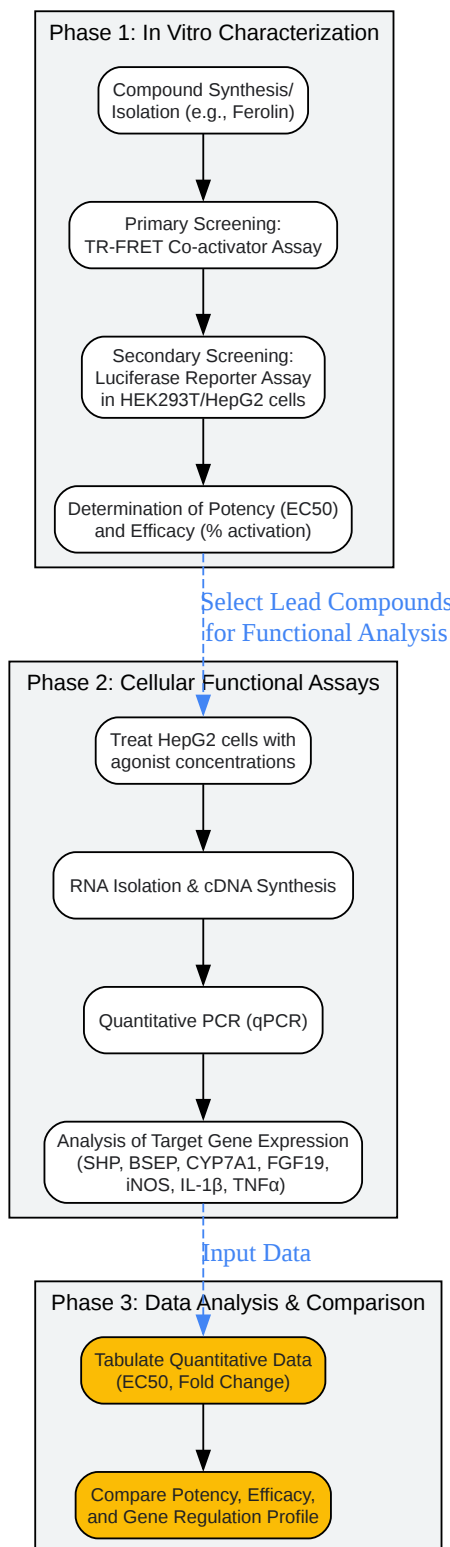 Phase 1: In Vitro Characterization
Compound Synthesis/
Isolation (e.g., Ferolin)
Primary Screening:
TR-FRET Co-activator Assay
Secondary Screening:
Luciferase Reporter Assay
in HEK293T/HepG2 cells
Determination of Potency (EC50)
and Efficacy (% activation)
Select Lead Compounds
for Functional Analysis
Phase 2: Cellular Functional Assays
Treat HepG2 cells with
agonist concentrations
RNA Isolation & cDNA Synthesis
Quantitative PCR (qPCR)
Analysis of Target Gene Expression
(SHP, BSEP, CYP7A1, FGF19,
iNOS, IL-1β, TNFα)
Input Data
Phase 3: Data Analysis & Comparison
Tabulate Quantitative Data
(EC50, Fold Change)
Compare Potency, Efficacy,
and Gene Regulation Profile